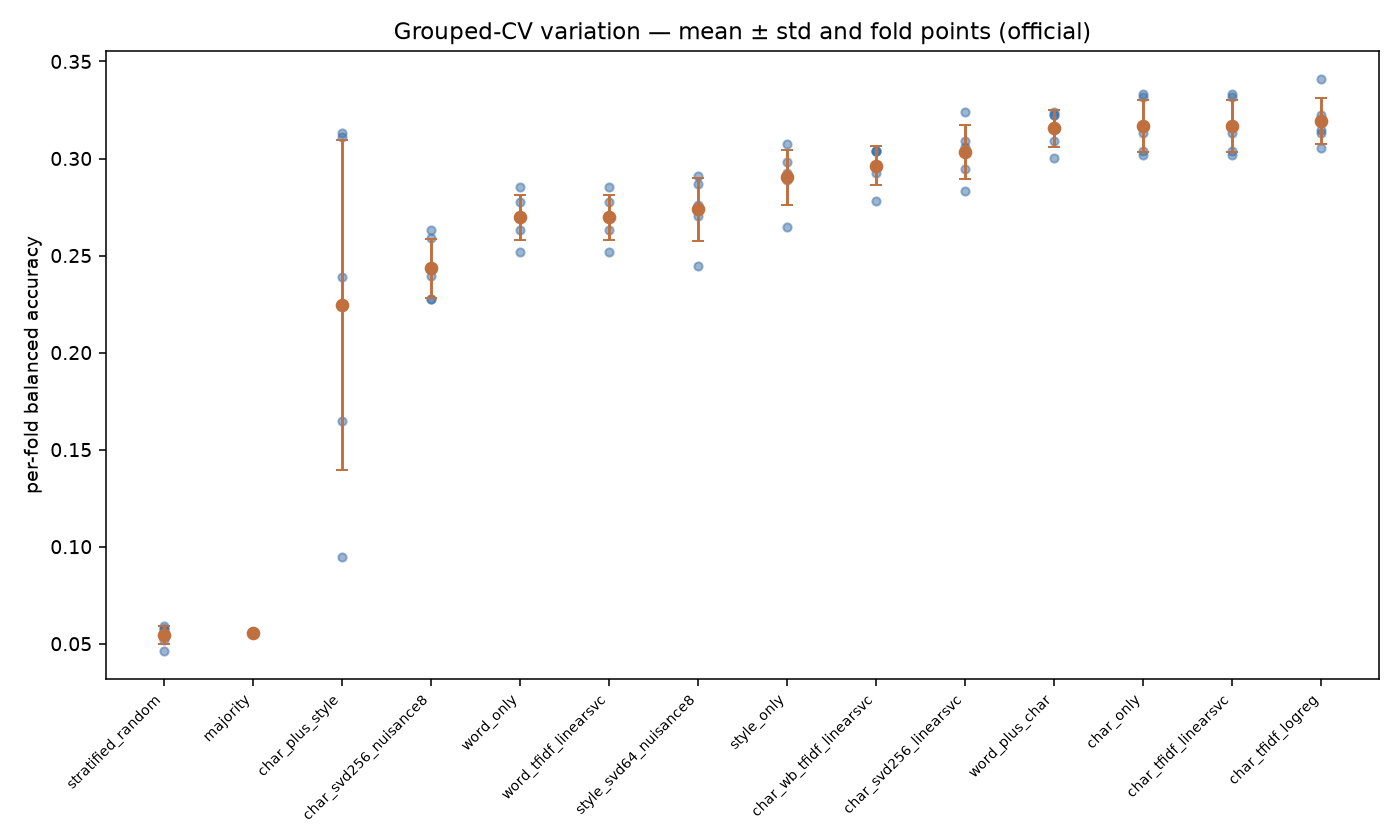 Grouped-CV variation — mean ± std and fold points (official)
per-fold balanced accuracy
0.35
0.30
0.25
0.20
0.15
0.10
0.05
stratified_random
majority
char_plus_style
char_svd256_nuisance8
word_only
word_tfidf_linearsvc
style_svd64_nuisance8
style_only
char_wb_tfidf_linearsvc
char_svd256_linearsvc
word_plus_char
char_only
char_tfidf_linearsvc
char_tfidf_logreg